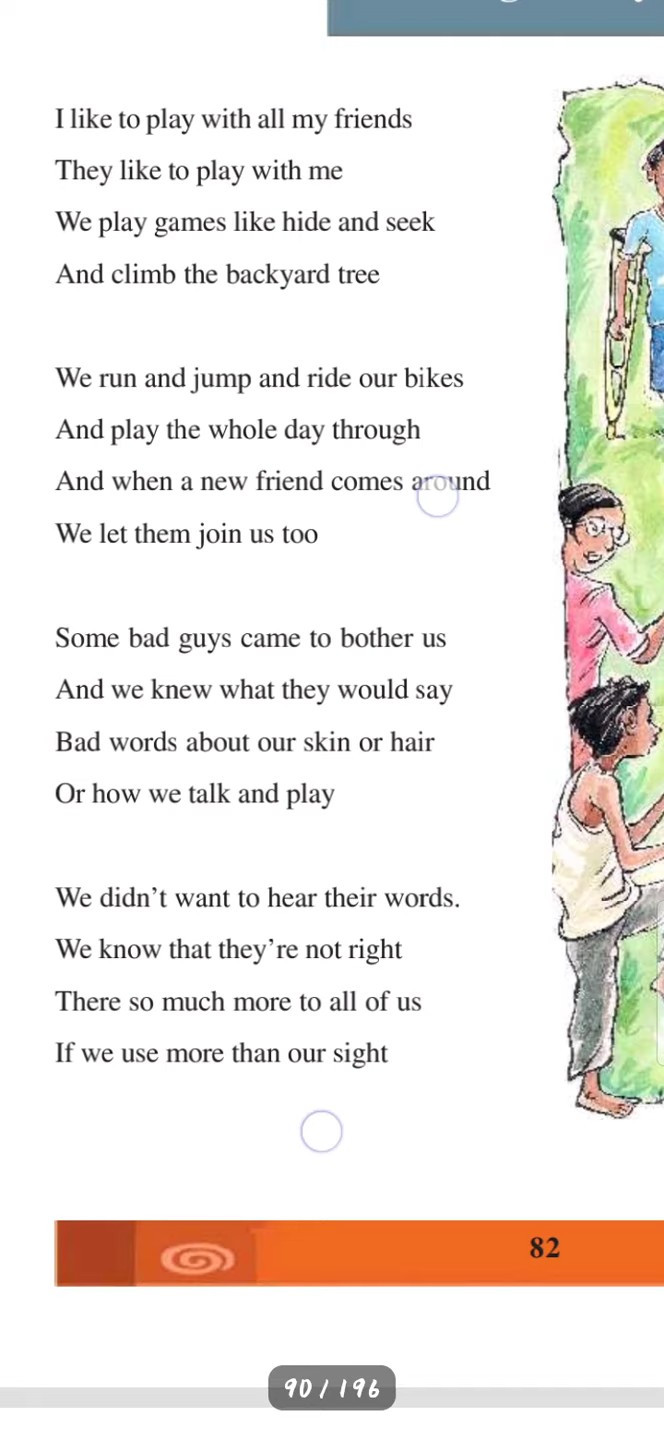 I like to play with all my friends
They like to play with me
We play games like hide and seek
And climb the backyard tree
We run and jump and ride our bikes
And play the whole day through
And when a new friend comes around
We let them join us too
Some bad guys came to bother us
And we knew what they would say
Bad words about our skin or hair
Or how we talk and play
We didn’t want to hear their words.
We know that they’re not right
There so much more to all of us
If we use more than our sight
82
90 / 196